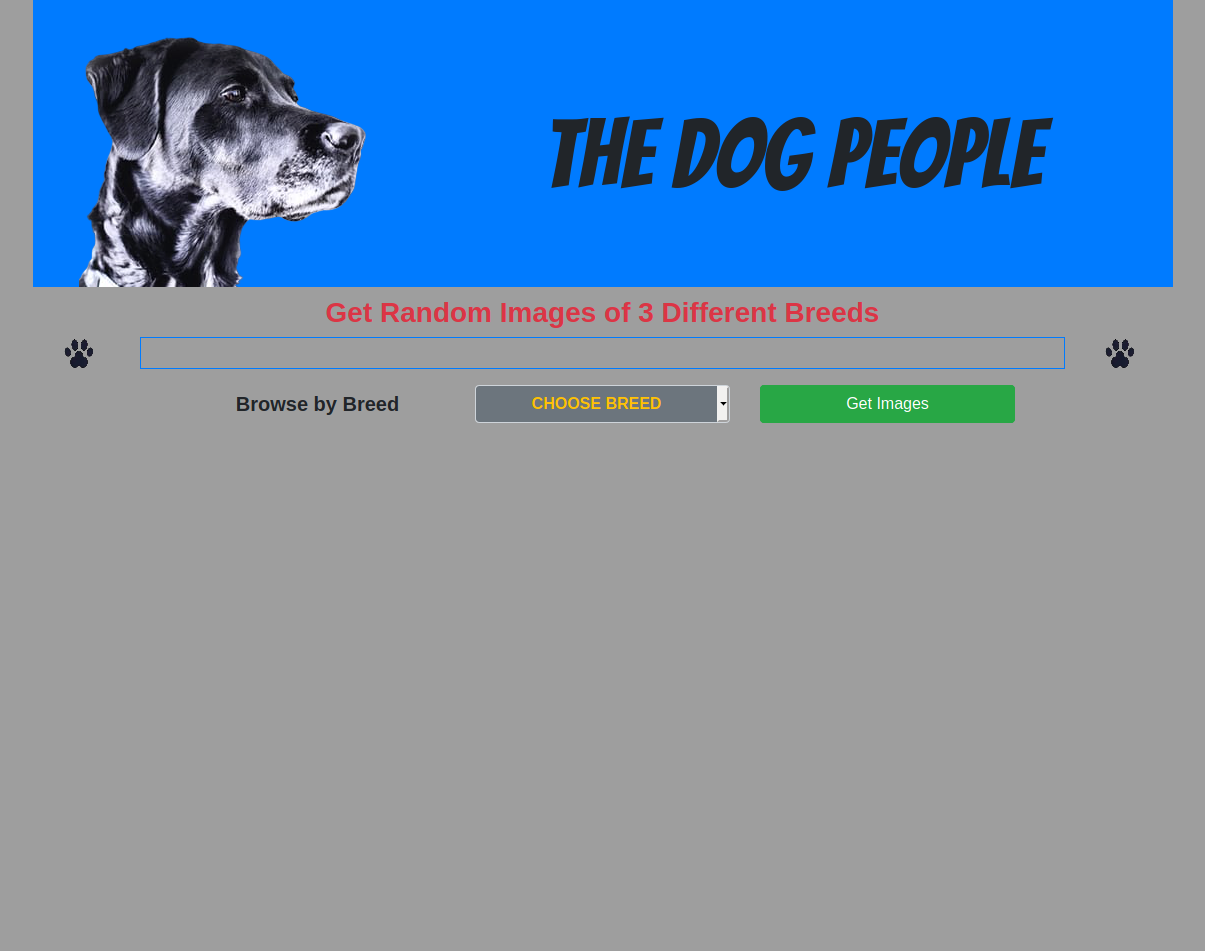 THE DOG PEOPLE
Get Random Images of 3 Different Breeds
Browse by Breed
CHOOSE BREED
Get Images